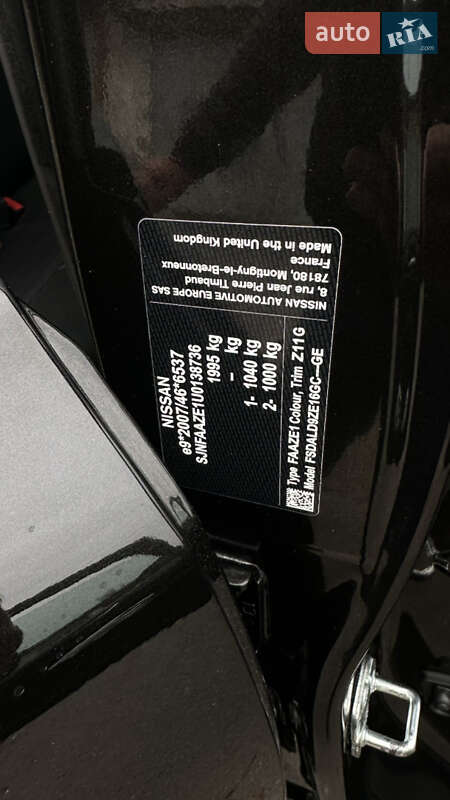 auto RIA
.com
NISSAN
e9*2007/46*6537
SJNFAAZE1U0138736
1995 kg
– kg
1- 1040 kg
2- 1000 kg
Type FAAZE1 Colour, Trim Z11 G
Model FSDALD9ZE16GC---GE
NISSAN AUTOMOTIVE EUROPE SAS
8, rue Jean Pierre Timbaud
78180, Montigny-le-Bretonneux
France
Made in the United Kingdom